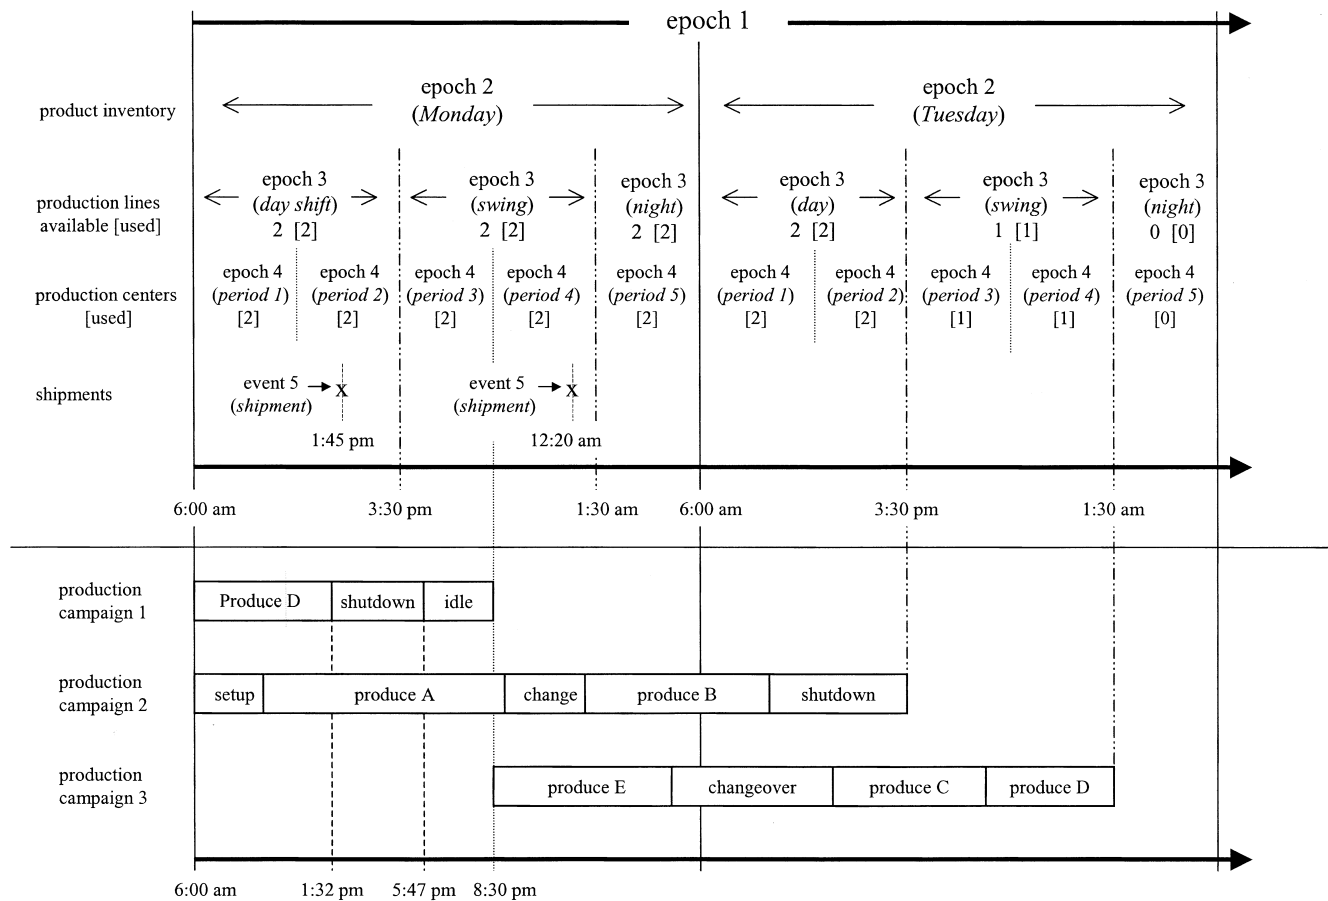 epoch 1
product inventory
epoch 2
(Monday)
epoch 2
(Tuesday)
production lines
available [used]
epoch 3
(day shift)
2 [2]
epoch 3
(swing)
2 [2]
epoch 3
(night)
2 [2]
epoch 3
(day)
2 [2]
epoch 3
(swing)
1 [1]
epoch 3
(night)
0 [0]
production centers
[used]
epoch 4
(period 1)
[2]
epoch 4
(period 2)
[2]
epoch 4
(period 3)
[2]
epoch 4
(period 4)
[2]
epoch 4
(period 5)
[2]
epoch 4
(period 1)
[2]
epoch 4
(period 2)
[2]
epoch 4
(period 3)
[1]
epoch 4
(period 4)
[1]
epoch 4
(period 5)
[0]
shipments
event 5
(shipment)
X
1:45 pm
event 5
(shipment)
X
12:20 am
6:00 am 3:30 pm 1:30 am 6:00 am 3:30 pm 1:30 am
production
campaign 1
Produce D shutdown idle
production
campaign 2
setup produce A change produce B shutdown
production
campaign 3
produce E changeover produce C produce D
6:00 am 1:32 pm 5:47 pm 8:30 pm